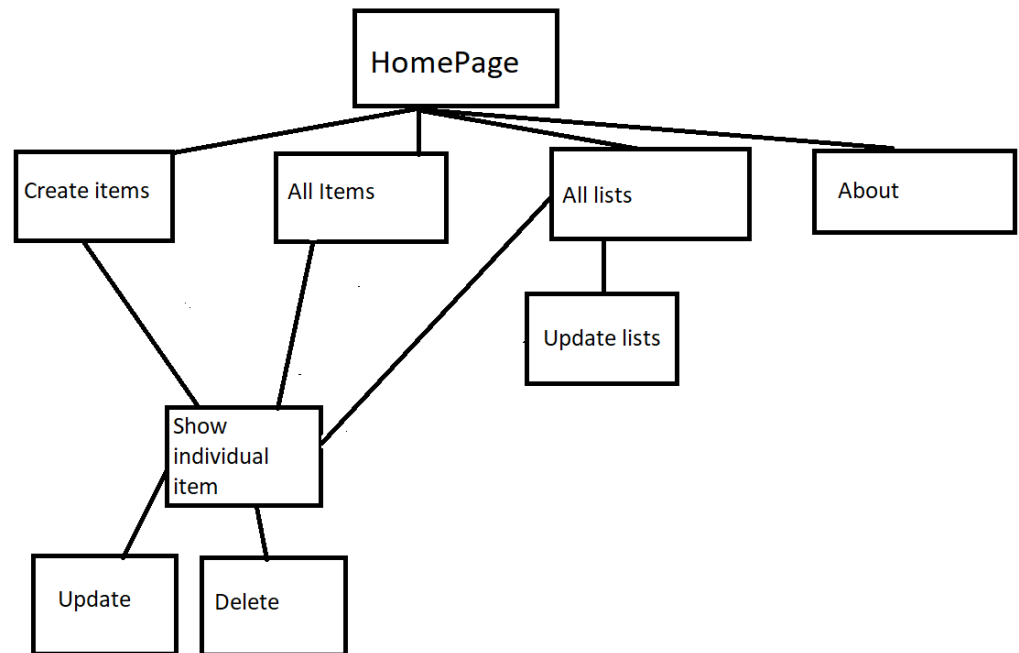 HomePage
Create items
All Items
All lists
About
Update lists
Show
individual
item
Update
Delete